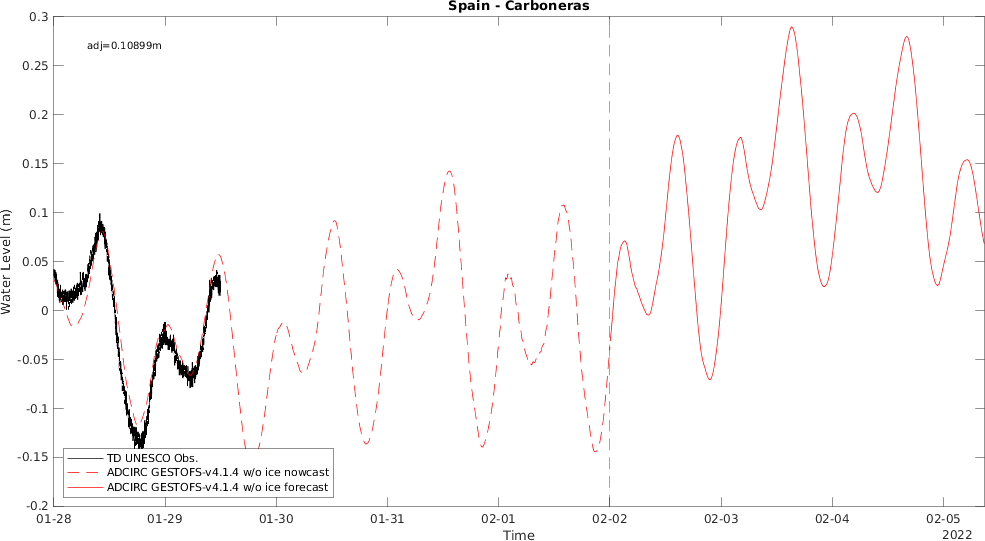 Spain - Carboneras
adj=0.10899m
0.3
0.25
0.2
0.15
0.1
0.05
0
-0.05
-0.1
-0.15
-0.2
Water Level (m)
TD UNESCO Obs.
ADCIRC GESTOFS-v4.1.4 w/o ice nowcast
ADCIRC GESTOFS-v4.1.4 w/o ice forecast
01-28 01-29 01-30 01-31 02-01 02-02 02-03 02-04 02-05
Time
2022